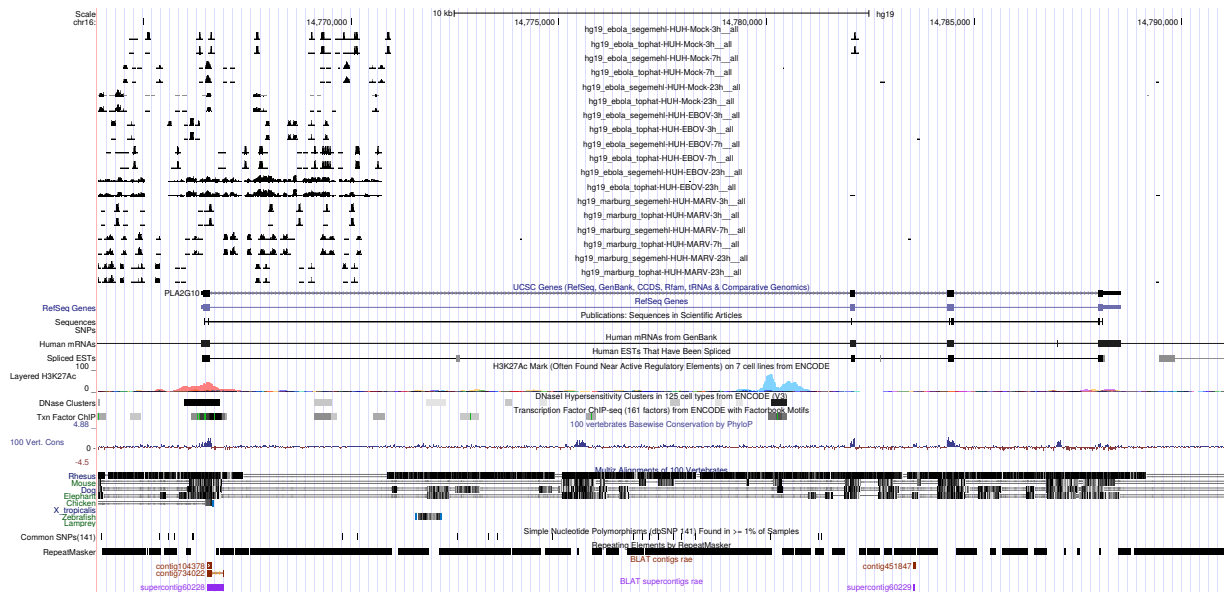 Scale 10 kb hg19
chr16: 14,770,000 14,775,000 14,780,000 14,785,000 14,790,000
hg19_ebola_segemehl-HUH-Mock-3h__all
hg19_ebola_tophat-HUH-Mock-3h__all
hg19_ebola_segemehl-HUH-Mock-7h__all
hg19_ebola_tophat-HUH-Mock-7h__all
hg19_ebola_segemehl-HUH-Mock-23h__all
hg19_ebola_tophat-HUH-Mock-23h__all
hg19_ebola_segemehl-HUH-EBOV-3h__all
hg19_ebola_tophat-HUH-EBOV-3h__all
hg19_ebola_segemehl-HUH-EBOV-7h__all
hg19_ebola_tophat-HUH-EBOV-7h__all
hg19_ebola_segemehl-HUH-EBOV-23h__all
hg19_ebola_tophat-HUH-EBOV-23h__all
hg19_marburg_segemehl-HUH-MARV-3h__all
hg19_marburg_tophat-HUH-MARV-3h__all
hg19_marburg_segemehl-HUH-MARV-7h__all
hg19_marburg_tophat-HUH-MARV-7h__all
hg19_marburg_segemehl-HUH-MARV-23h__all
hg19_marburg_tophat-HUH-MARV-23h__all
UCSC Genes (RefSeq, GenBank, CCDS, Rfam, tRNAs & Comparative Genomics)
PLA2G10
RefSeq Genes
RefSeq Genes
Publications: Sequences in Scientific Articles
Sequences
SNPs
Human mRNAs from GenBank
Human mRNAs
Human ESTs That Have Been Spliced
Spliced ESTs
H3K27Ac Mark (Often Found Near Active Regulatory Elements) on 7 cell lines from ENCODE
100
Layered H3K27Ac
0
DNaseI Hypersensitivity Clusters in 125 cell types from ENCODE (V3)
DNase Clusters
Transcription Factor ChIP-seq (161 factors) from ENCODE with Factorbook Motifs
Txn Factor ChIP
100 vertebrates Basewise Conservation by PhyloP
4.88
100 Vert. Cons
0
-4.5
Multiz Alignments of 100 Vertebrates
Rhesus
Mouse
Dog
Elephant
Chicken
X_tropicalis
Zebrafish
Lamprey
Simple Nucleotide Polymorphisms (dbSNP 141) Found in >= 1% of Samples
Common SNPs(141)
Repeating Elements by RepeatMasker
RepeatMasker
BLAT contigs rae
contig104378 contig451847
contig734022
BLAT supercontigs rae
supercontig60228 supercontig60229